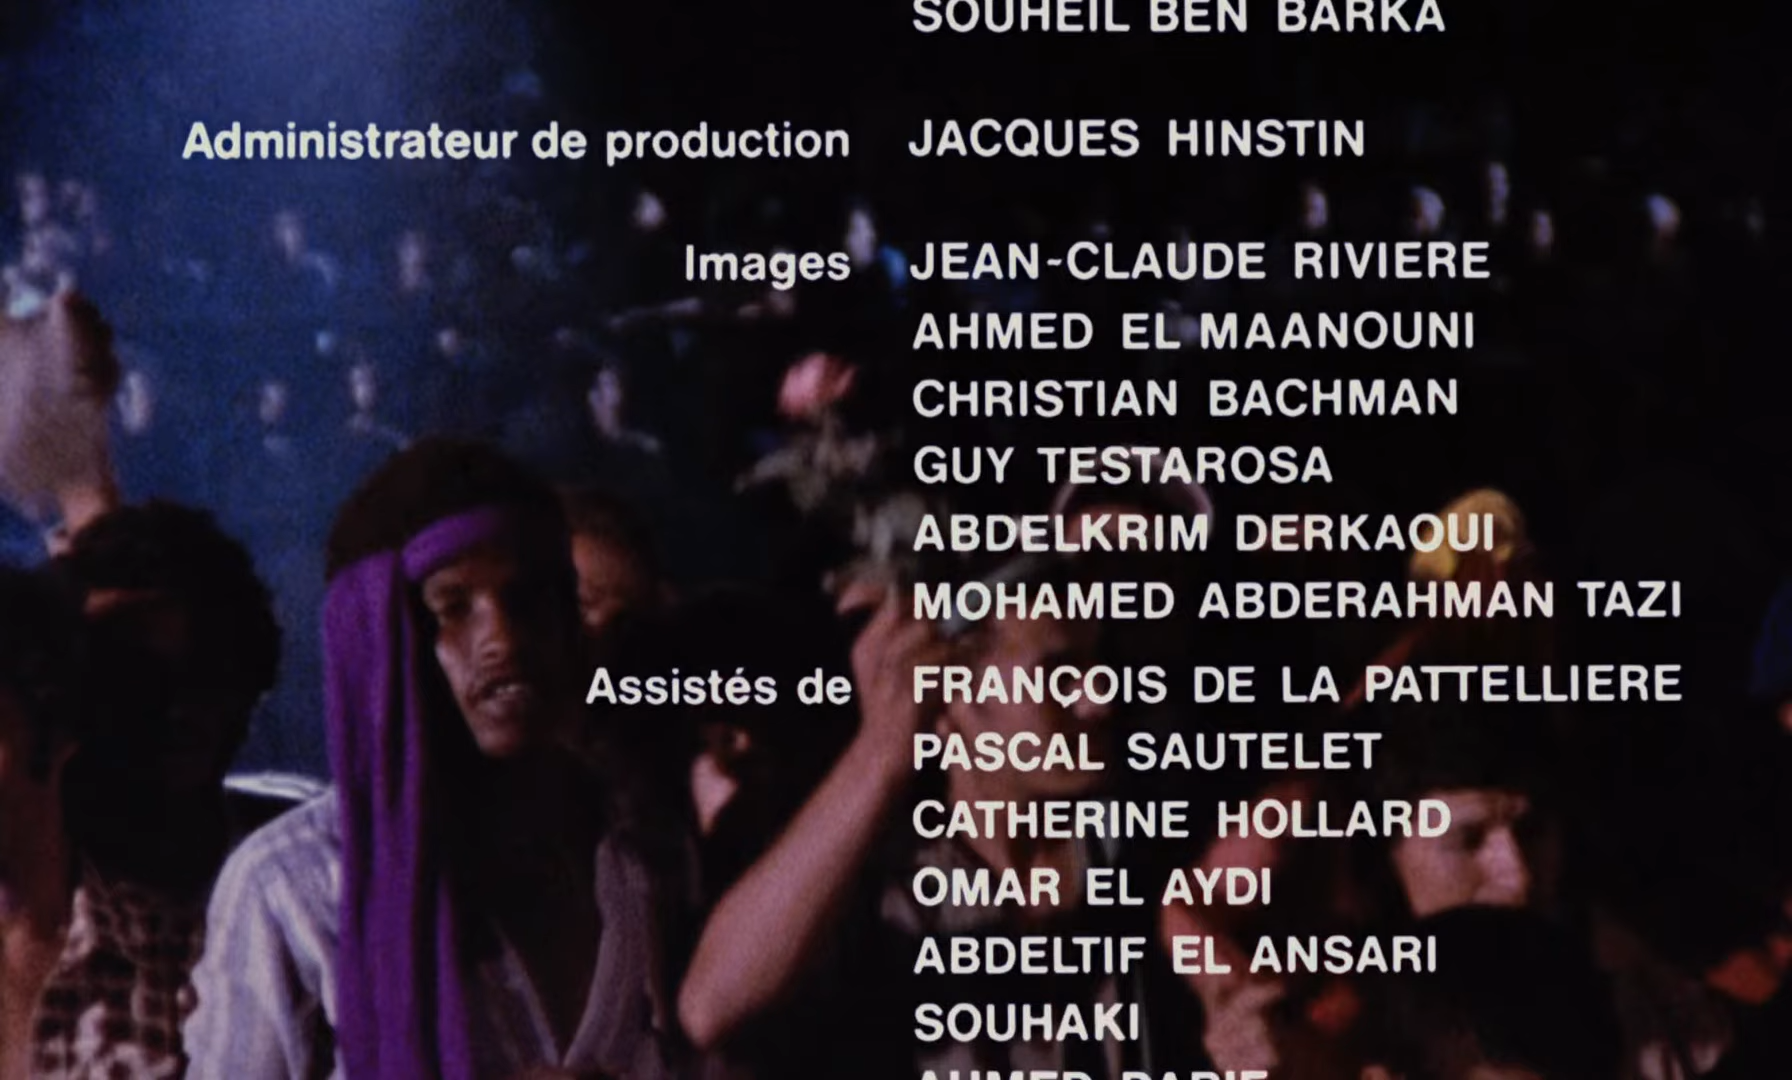 SOUHEIL BEN BARKA
Administrateur de production JACQUES HINSTIN
Images JEAN-CLAUDE RIVIERE
AHMED EL MAANOUNI
CHRISTIAN BACHMAN
GUY TESTAROSA
ABDELKRIM DERKAOUI
MOHAMED ABDERAHMAN TAZI
Assistés de FRANÇOIS DE LA PATTELLIERE
PASCAL SAUTELET
CATHERINE HOLLARD
OMAR EL AYDI
ABDELTIF EL ANSARI
SOUHAKI
AHMED